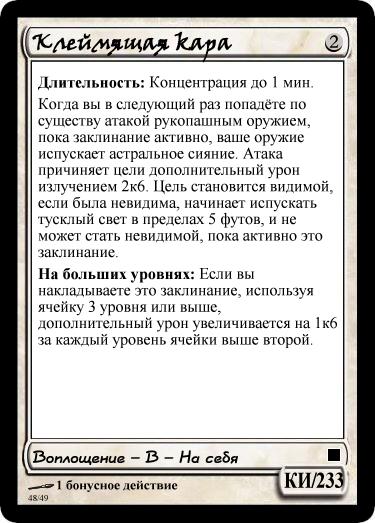 Клеймящая кара 2
Длительность: Концентрация до 1 мин.
Когда вы в следующий раз попадёте по
существу атакой рукопашным оружием,
пока заклинание активно, ваше оружие
испускает астральное сияние. Атака
причиняет цели дополнительный урон
излучением 2к6. Цель становится видимой,
если была невидима, начинает испускать
тусклый свет в пределах 5 футов, и не
может стать невидимой, пока активно это
заклинание.
На больших уровнях: Если вы
накладываете это заклинание, используя
ячейку 3 уровня или выше,
дополнительный урон увеличивается на 1к6
за каждый уровень ячейки выше второй.
Воплощение – В – На себя
1 бонусное действие
КИ/233
48/49